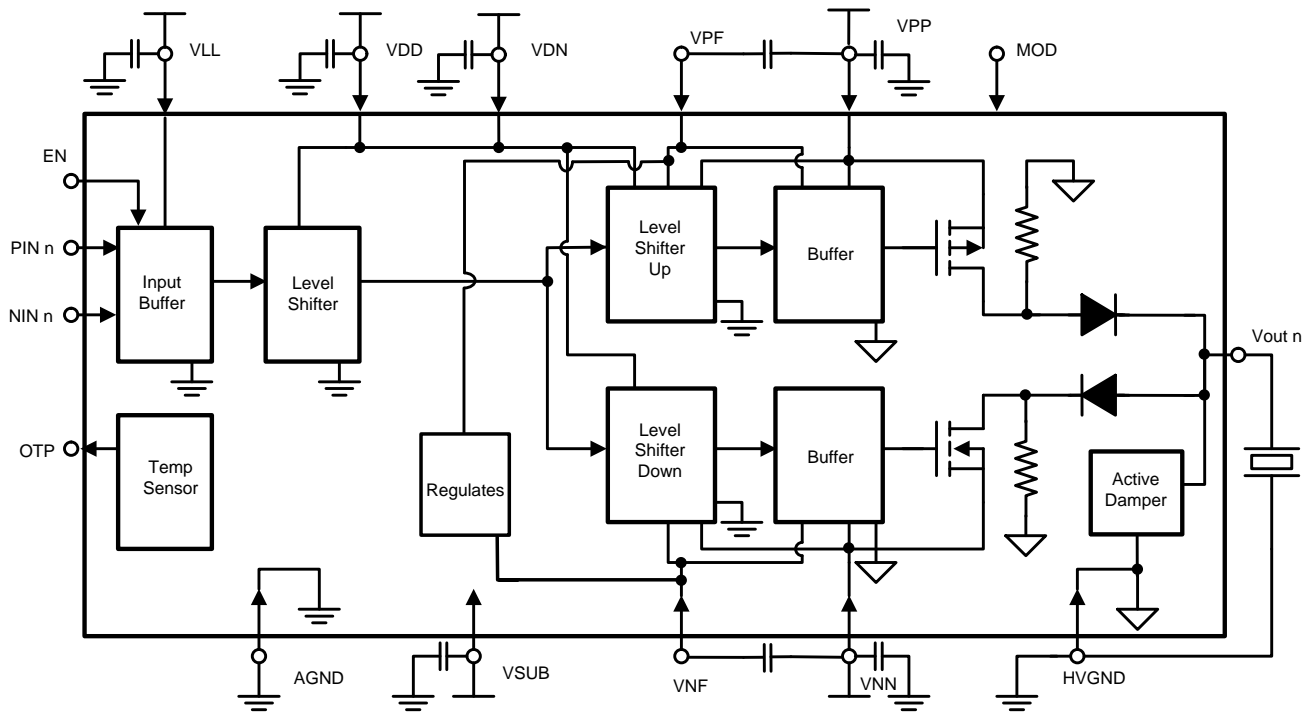 VLL
VDD
VDN
VPF
VPP
MOD
EN
PIN n
NIN n
OTP
Input
Buffer
Level
Shifter
Level
Shifter
Up
Buffer
Vout n
Temp
Sensor
Regulates
Level
Shifter
Down
Buffer
Active
Damper
AGND
VSUB
VNF
VNN
HVGND